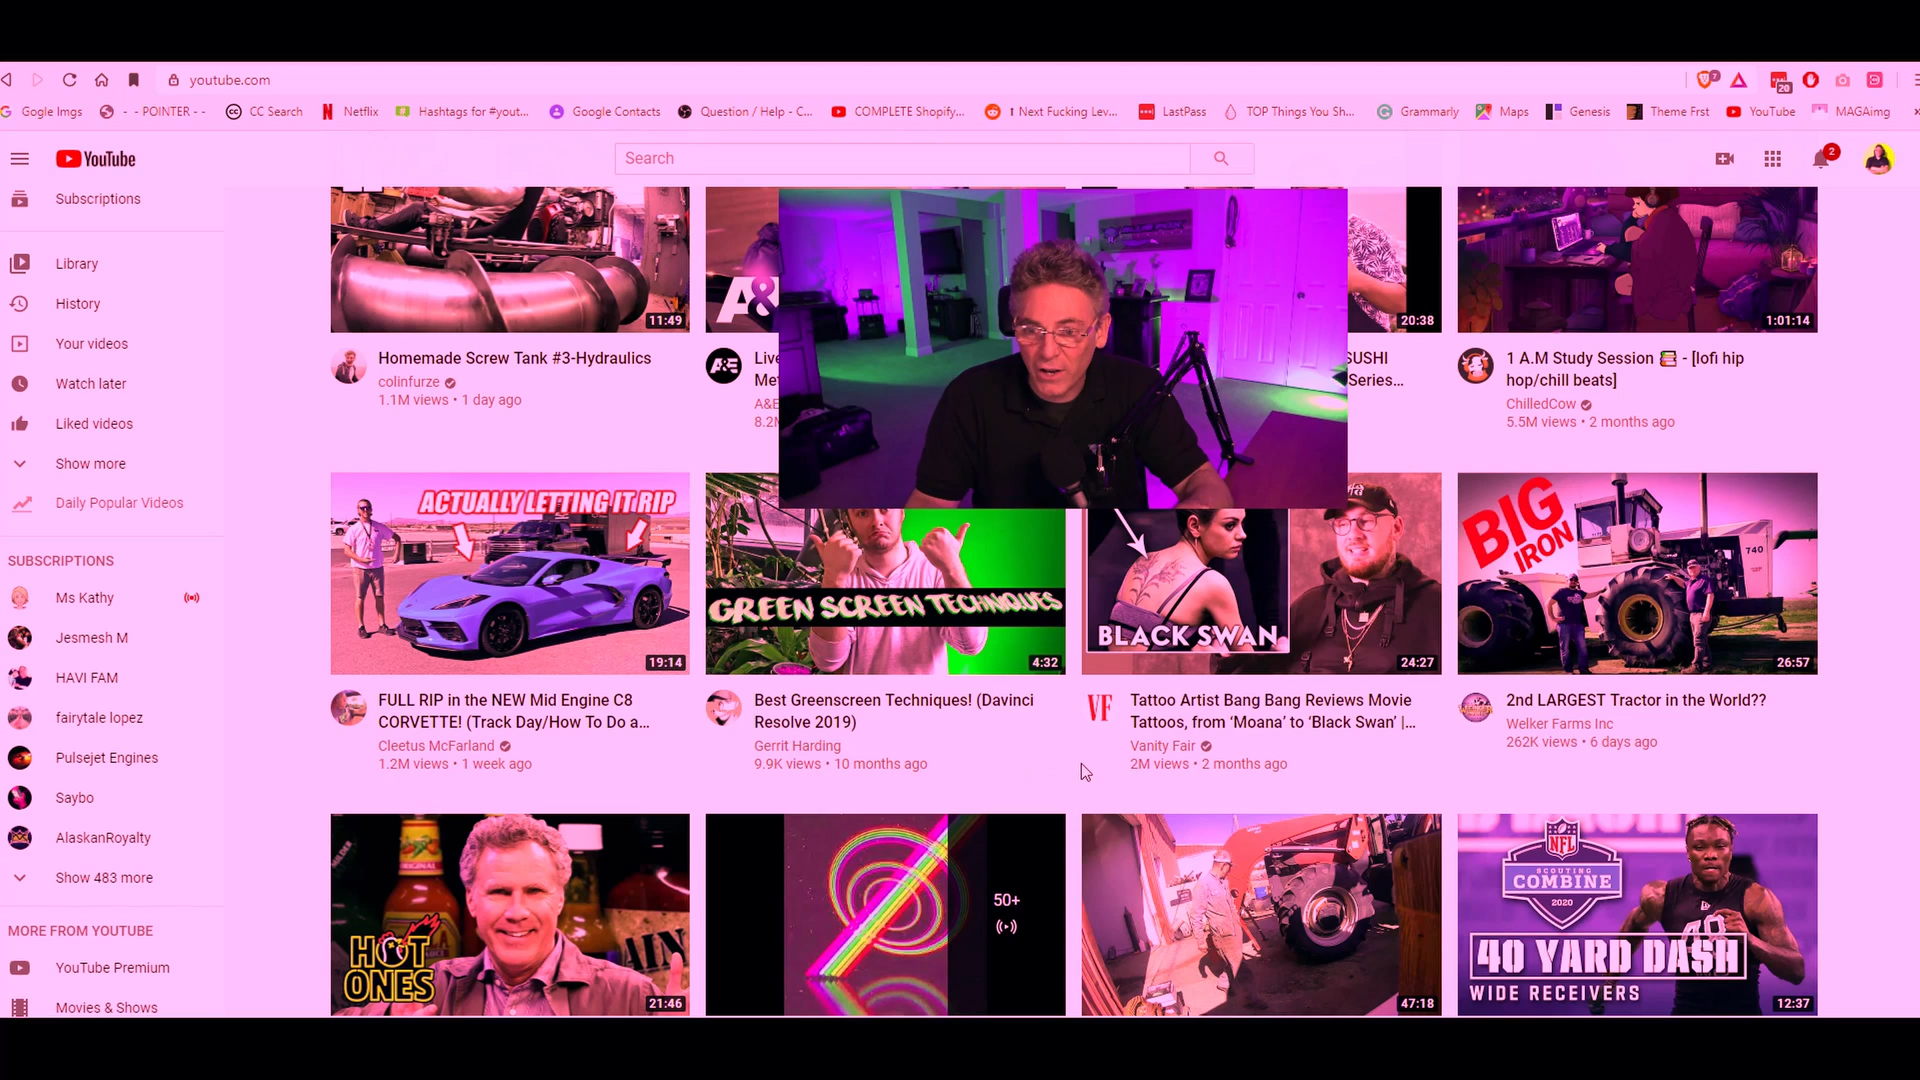 youtube.com
7
20
Gogle Imgs
- - POINTER - -
CC Search
Netflix
Hashtags for #yout...
Google Contacts
Question / Help - C...
COMPLETE Shopify...
! Next Fucking Lev...
LastPass
TOP Things You Sh...
Grammarly
Maps
Genesis
Theme Frst
YouTube
MAGAimg
YouTube
Search
2
Subscriptions
Library
History
Your videos
Watch later
Liked videos
Show more
Daily Popular Videos
SUBSCRIPTIONS
Ms Kathy
Jesmesh M
HAVI FAM
fairytale lopez
Pulsejet Engines
Saybo
AlaskanRoyalty
Show 483 more
MORE FROM YOUTUBE
YouTube Premium
Movies & Shows
11:49
Homemade Screw Tank #3-Hydraulics
colinfurze
1.1M views • 1 day ago
A&
A&E
Live
Met
A&E
8.2M
20:38
SUSHI
Series...
1:01:14
1 A.M Study Session 📚 - [lofi hip
hop/chill beats]
ChilledCow
5.5M views • 2 months ago
ACTUALLY LETTING IT RIP
19:14
FULL RIP in the NEW Mid Engine C8
CORVETTE! (Track Day/How To Do a...
Cleetus McFarland
1.2M views • 1 week ago
GREEN SCREEN TECHNIQUES
4:32
Best Greenscreen Techniques! (Davinci
Resolve 2019)
Gerrit Harding
9.9K views • 10 months ago
BLACK SWAN
24:27
VF
Tattoo Artist Bang Bang Reviews Movie
Tattoos, from ‘Moana’ to ‘Black Swan’ |...
Vanity Fair
2M views • 2 months ago
BIG
IRON
740
26:57
2nd LARGEST Tractor in the World??
Welker Farms Inc
262K views • 6 days ago
ORIGINAL
HOT
ONES
21:46
50+
47:18
NFL
SCOUTING
COMBINE
2020
40 YARD DASH
WIDE RECEIVERS
12:37